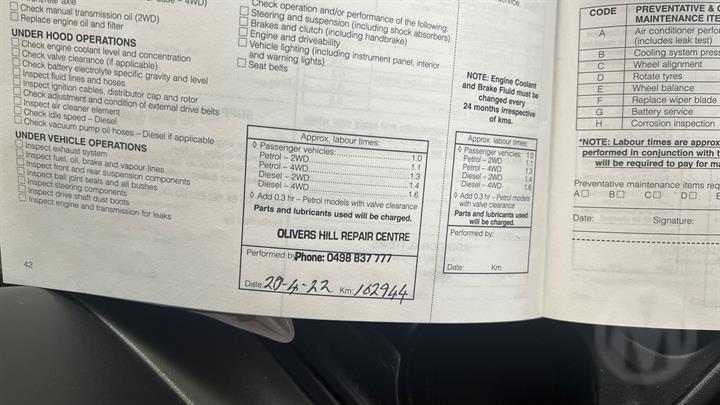 Check manual transmission oil (2WD)
Replace engine oil and filter
UNDER HOOD OPERATIONS
Check engine coolant level and concentration
Check valve clearance (if applicable)
Check battery electrolyte specific gravity and level
Inspect fluid lines and hoses
Inspect ignition cables, distributor cap and rotor
Check adjustment and condition of external drive belts
Inspect air cleaner element
Check idle speed – Diesel
Check vacuum pump oil hoses – Diesel if applicable
UNDER VEHICLE OPERATIONS
Inspect exhaust system
Inspect fuel, oil, brake and vapour lines
Inspect front and rear suspension components
Inspect ball joint seals and all bushes
Inspect steering components
Inspect drive shaft dust boots
Inspect engine and transmission for leaks
42
Check operation and/or performance of the following:
Steering and suspension (including shock absorbers)
Brakes and clutch (including handbrake)
Engine and driveability
Vehicle lighting (including instrument panel, interior
and warning lights)
Seat belts
Approx. labour times:
◊ Passenger vehicles:
Petrol – 2WD 1.0
Petrol – 4WD 1.1
Diesel – 2WD 1.3
Diesel – 4WD 1.4
1.6
◊ Add 0.3 hr – Petrol models with valve clearance
Parts and lubricants used will be charged.
OLIVERS HILL REPAIR CENTRE
Performed by Phone: 0498 837 777
Date: 20-4-22 Km: 162944
service.
NOTE: Engine Coolant
and Brake Fluid must be
changed every
24 months irrespective
of kms.
Approx. labour times:
◊ Passenger vehicles: 1.0
Petrol – 2WD 1.1
Petrol – 4WD 1.3
Diesel – 2WD 1.4
Diesel – 4WD 1.6
◊ Add 0.3 hr – Petrol models
with valve clearance
Parts and lubricants used
will be charged.
Performed by:
Date: Km:
CODE PREVENTATIVE &
MAINTENANCE
A Air conditioner
(includes leak test)
B Cooling system
C Wheel alignment
D Rotate tyres
E Wheel balance
F Replace wiper blade
G Battery service
H Corrosion inspection
*NOTE: Labour times are
performed in conjunction with
will be required to pay for
Preventative maintenance items
A B C D E
Date: Signature: